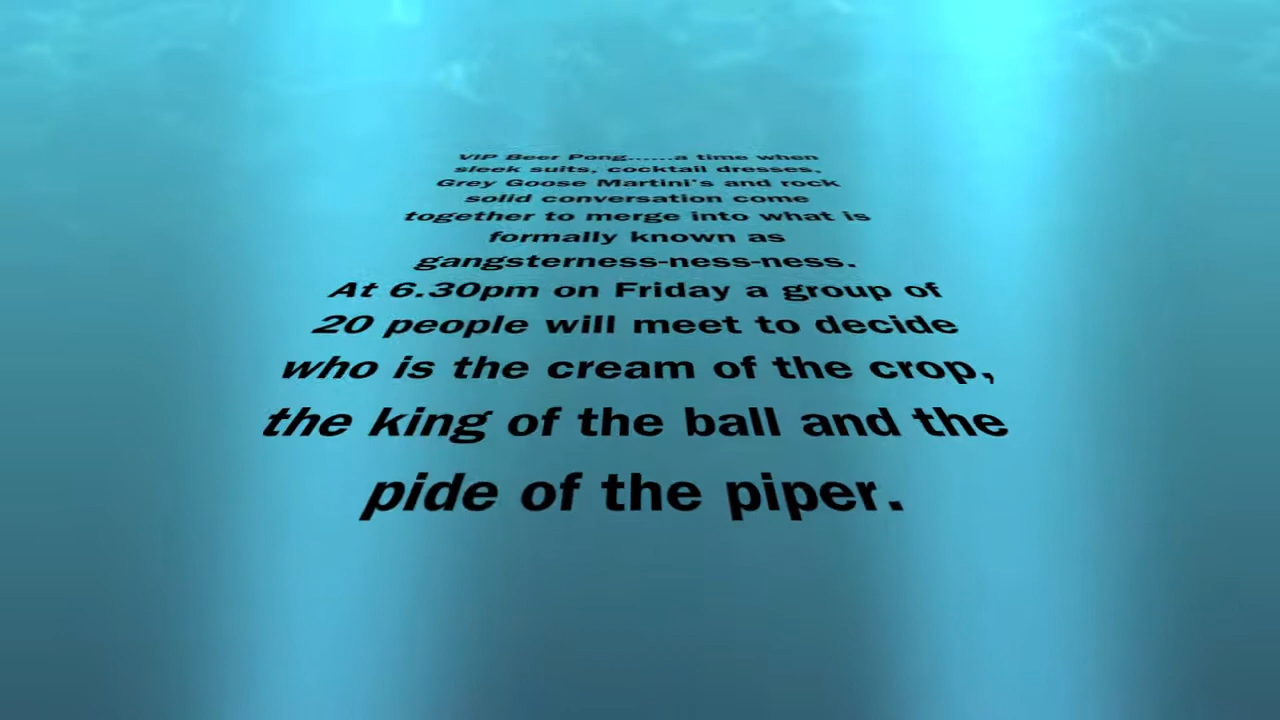 VIP Beer Pong......a time when
sleek suits, cocktail dresses,
Grey Goose Martini's and rock
solid conversation come
together to merge into what is
formally known as
gangsterness-ness-ness.
At 6.30pm on Friday a group of
20 people will meet to decide
who is the cream of the crop,
the king of the ball and the
pide of the piper.